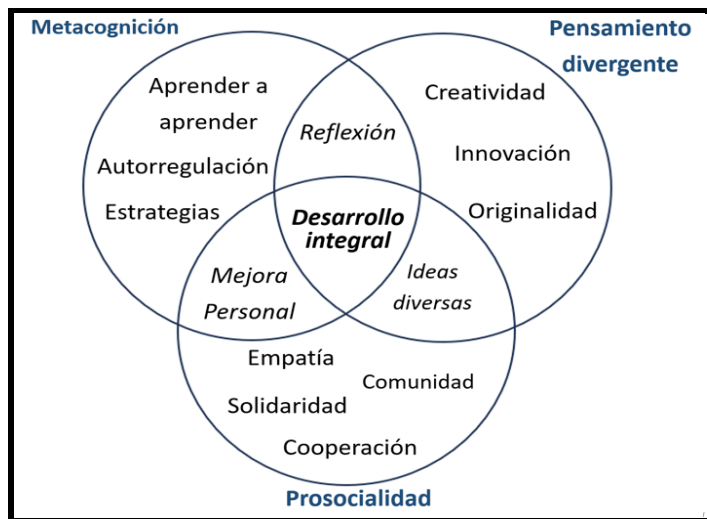 Metacognición
Pensamiento
divergente
Aprender a
aprender
Autorregulación
Estrategias
Reflexión
Creatividad
Innovación
Originalidad
Desarrollo
integral
Mejora
Personal
Ideas
diversas
Empatía
Comunidad
Solidaridad
Cooperación
Prosocialidad